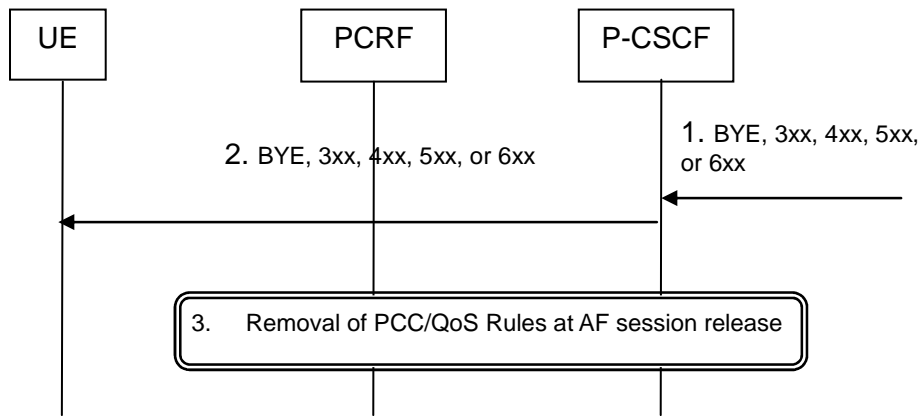 UE
PCRF
P-CSCF
1. BYE, 3xx, 4xx, 5xx,
or 6xx
2. BYE, 3xx, 4xx, 5xx, or 6xx
3. Removal of PCC/QoS Rules at AF session release